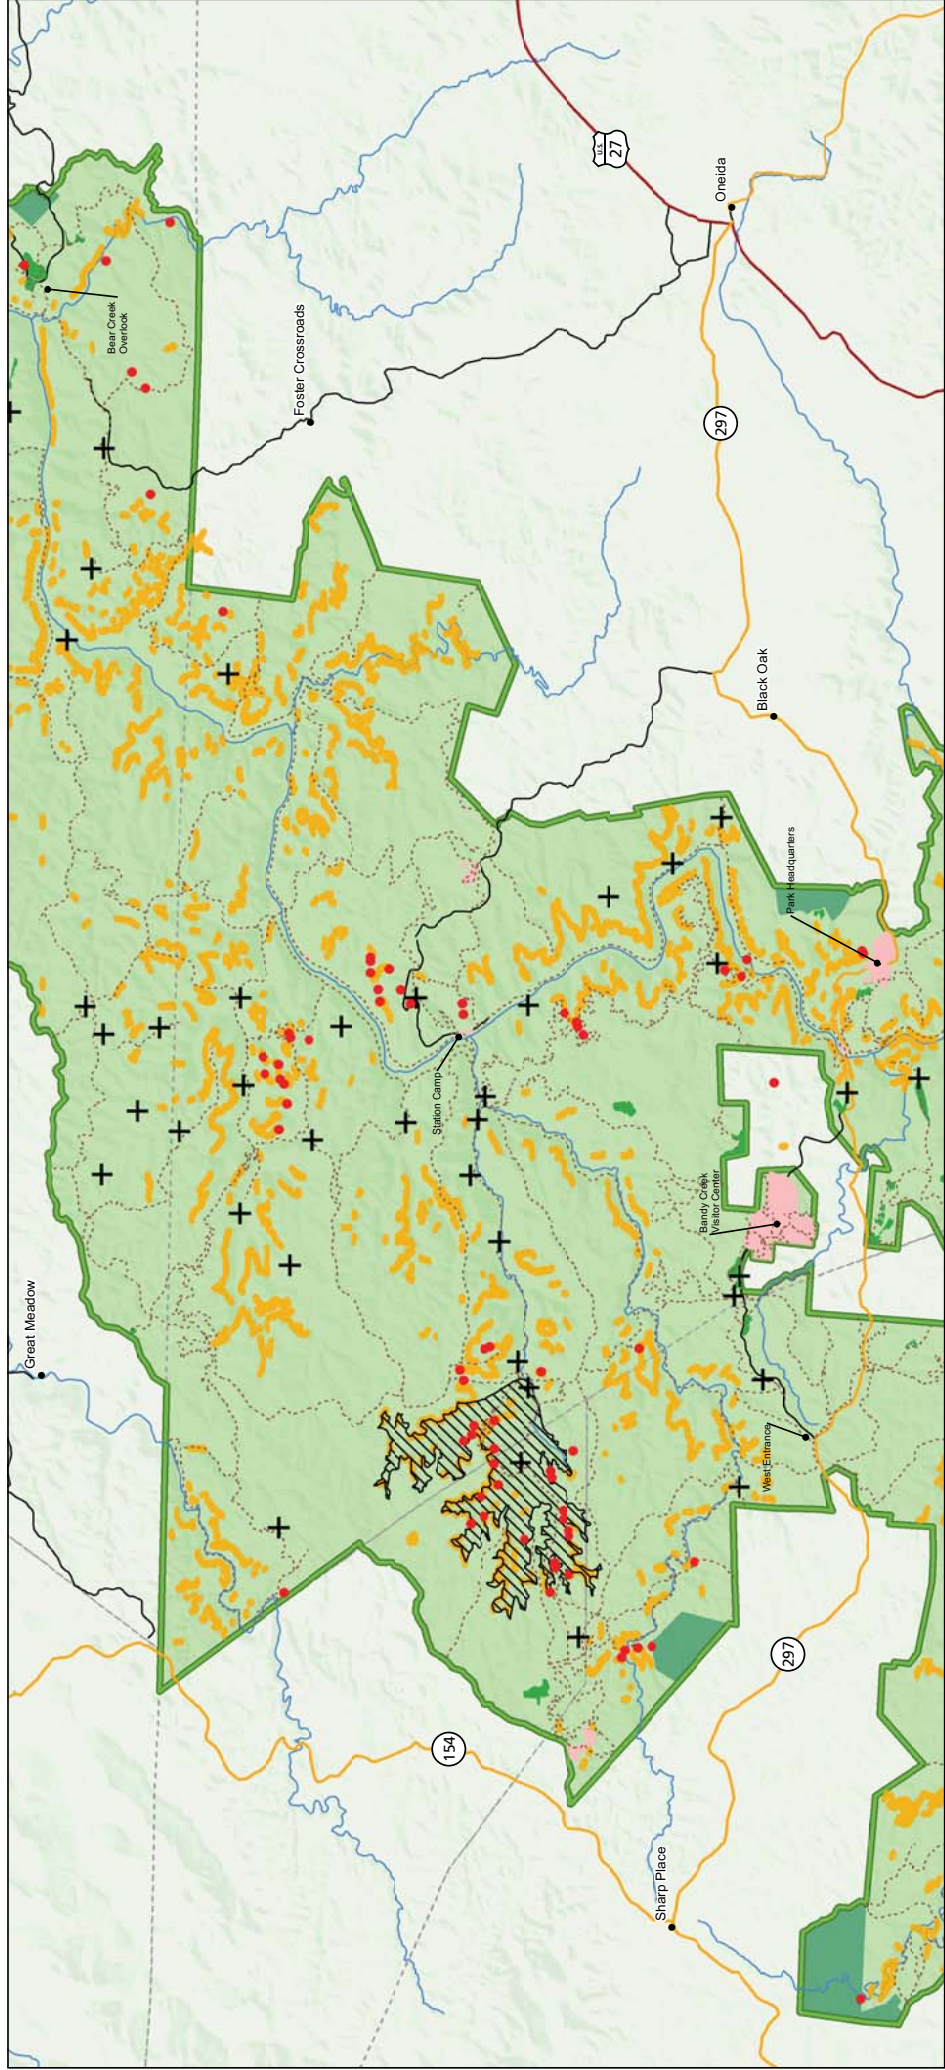 Great Meadow
Bear Creek
Overlook
Foster Crossroads
U.S.
27
Oneida
297
Black Oak
Park Headquarters
Station Camp
Bandy Creek
Visitor Center
West Entrance
297
154
Sharp Place